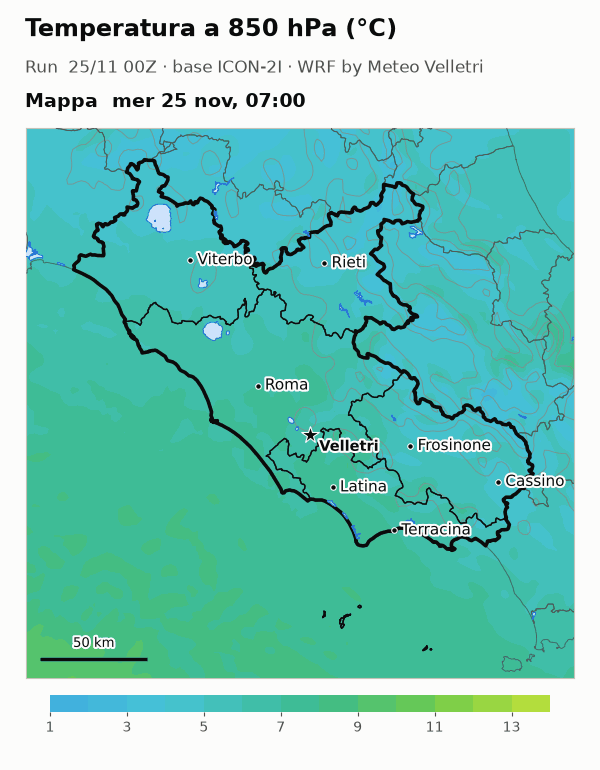 Temperatura a 850 hPa (°C)
Run  25/11 00Z · base ICON-2I · WRF by Meteo Velletri
Mappa  mer 25 nov, 07:00
Viterbo
Rieti
Roma
Velletri
Frosinone
Latina
Cassino
Terracina
50 km
1 3 5 7 9 11 13